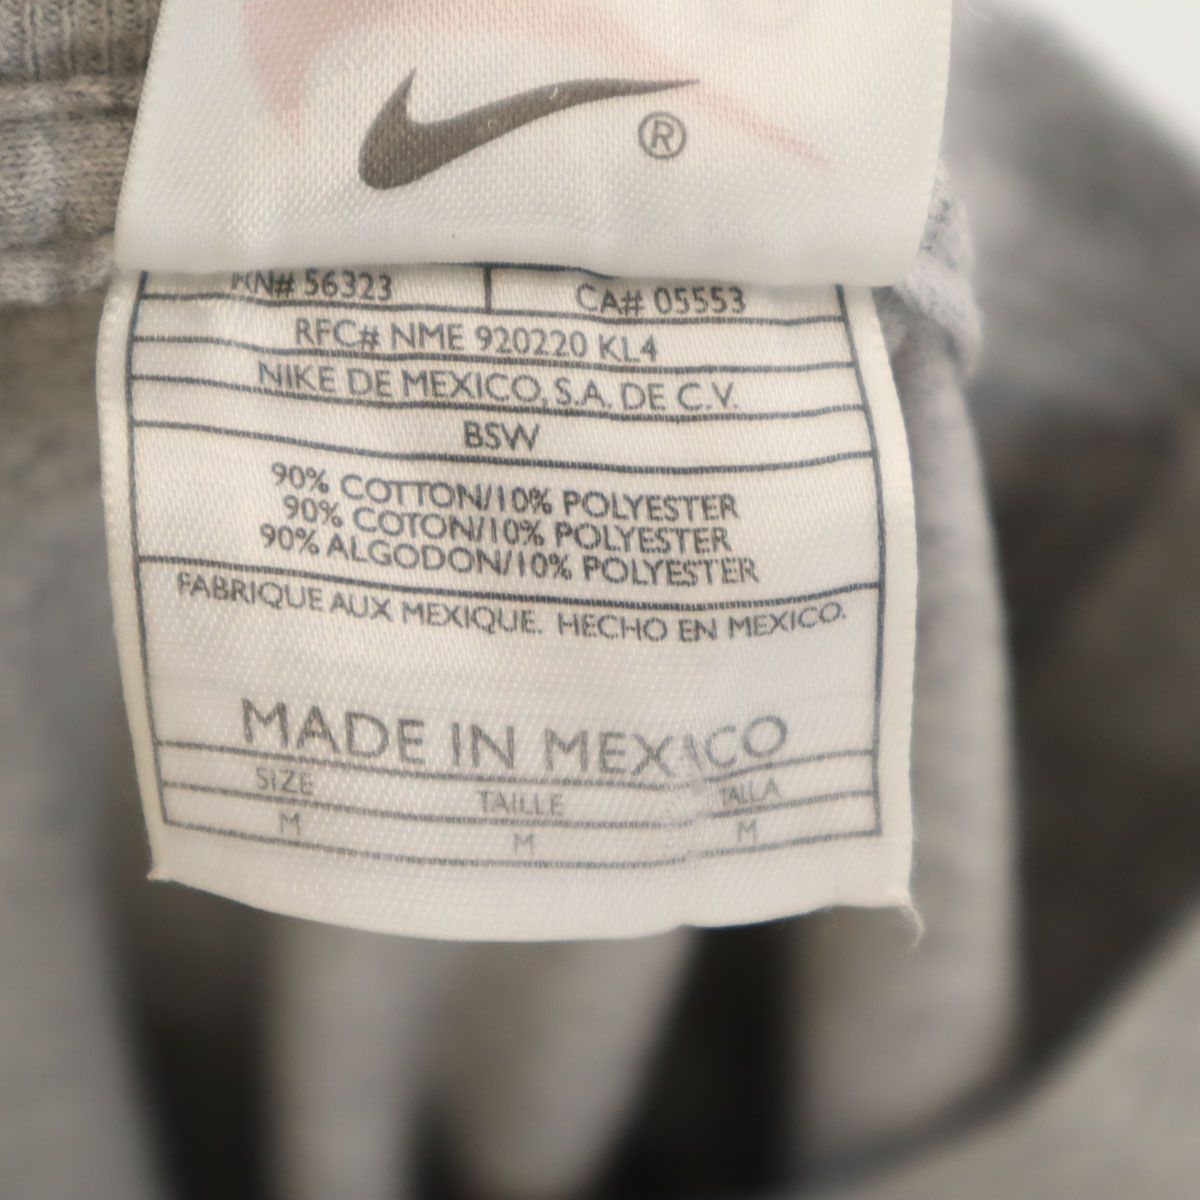 ®
RN# 56323 CA# 05553
RFC# NME 920220 KL4
NIKE DE MEXICO, S.A. DE C.V.
BSW
90% COTTON/10% POLYESTER
90% COTON/10% POLYESTER
90% ALGODON/10% POLYESTER
FABRIQUE AUX MEXIQUE. HECHO EN MEXICO.
MADE IN MEXICO
SIZE TAILLE TALLA
M M M